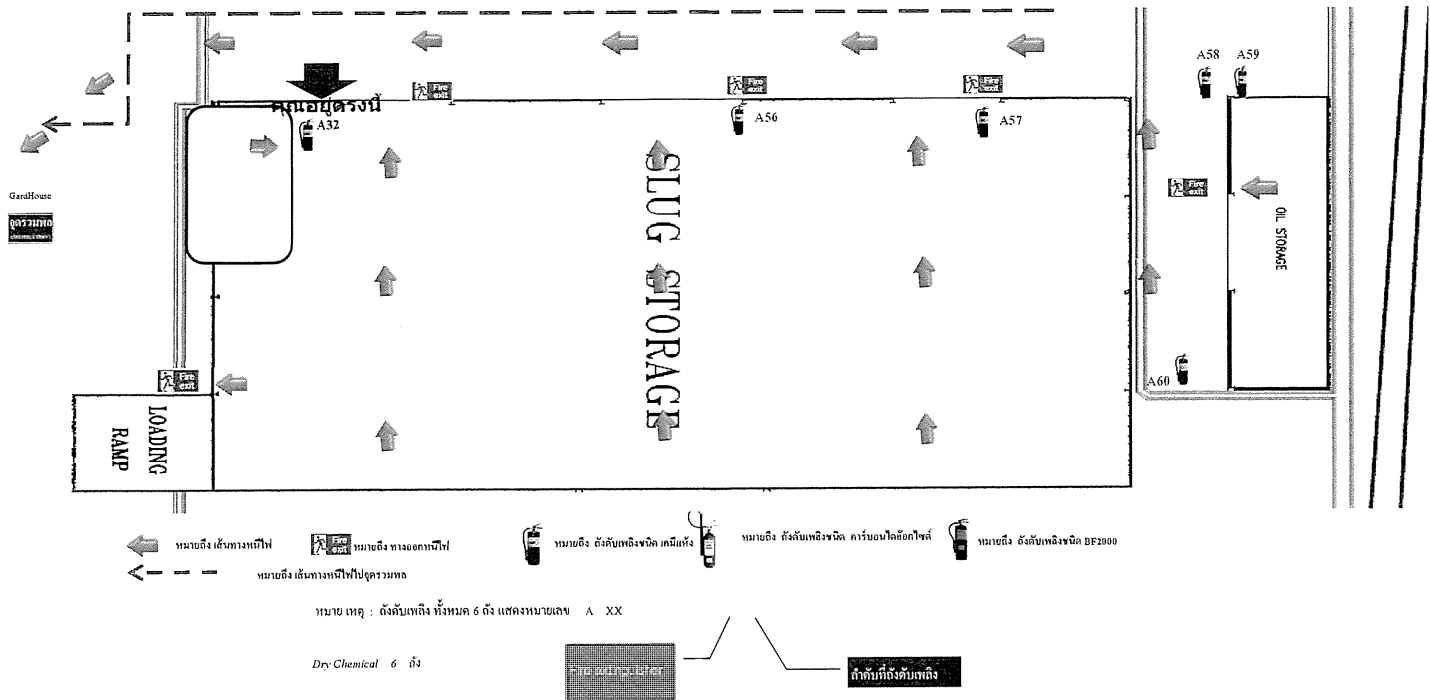 A58
A59
Fire exit
Fire exit
Fire exit
คุณอยู่ตรงนี้
A32
A56
A57
GardHouse
จุดรวมพล
Fire exit
OIL STORAGE
SLUG STORAGE
A60
Fire exit
LOADING
RAMP
หมายถึง เส้นทางหนีไฟ
Fire exit
หมายถึง ทางออกหนีไฟ
หมายถึง ถังดับเพลิงชนิด เคมีแห้ง
หมายถึง ถังดับเพลิงชนิด คาร์บอนไดอ๊อกไซต์
หมายถึง ถังดับเพลิงชนิด BF2000
หมายถึง เส้นทางหนีไฟไปจุดรวมพล
หมาย เหตุ : ถังดับเพลิง ทั้งหมด 6 ถัง แสดงหมายเลข A XX
Dry Chemical 6 ถัง
ลำดับที่ถังดับเพลิง